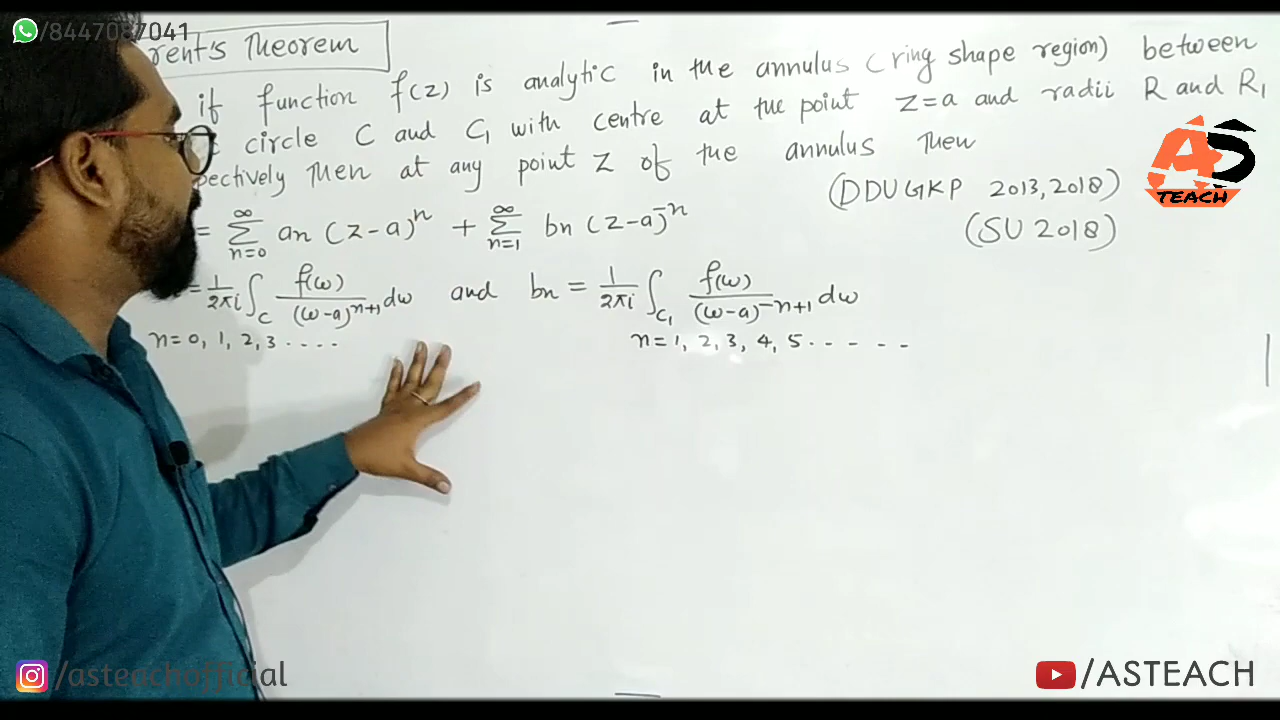 /8447087041
rent's Theorem
if function f(z) is analytic in the annulus (ring shape region) between
circle C and C₁ with centre at the point z=a and radii R and R₁
pectively then at any point z of the annulus then
(DDUGKP 2013, 2018)
(SU 2018)
= ∑_{n=0}^{∞} an (z-a)^n + ∑_{n=1}^{∞} bn (z-a)^{-n}
= 1/2πi ∫_C f(ω)/(ω-a)^{n+1} dω and bn = 1/2πi ∫_{C₁} f(ω)/(ω-a)^{-n+1} dω
n=0, 1, 2, 3 ....
n=1, 2, 3, 4, 5 .....
AS
TEACH
/asteachofficial
/ASTEACH